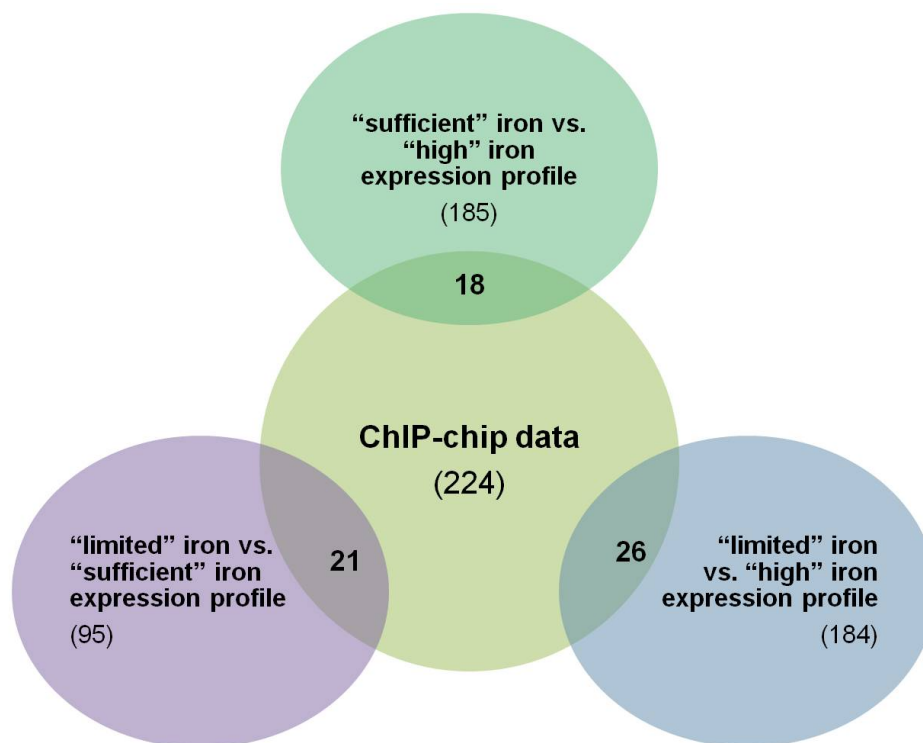 “sufficient” iron vs.
“high” iron
expression profile
(185)
18
ChIP-chip data
(224)
“limited” iron vs.
“sufficient” iron
expression profile
(95)
21
26
“limited” iron
vs. “high” iron
expression profile
(184)